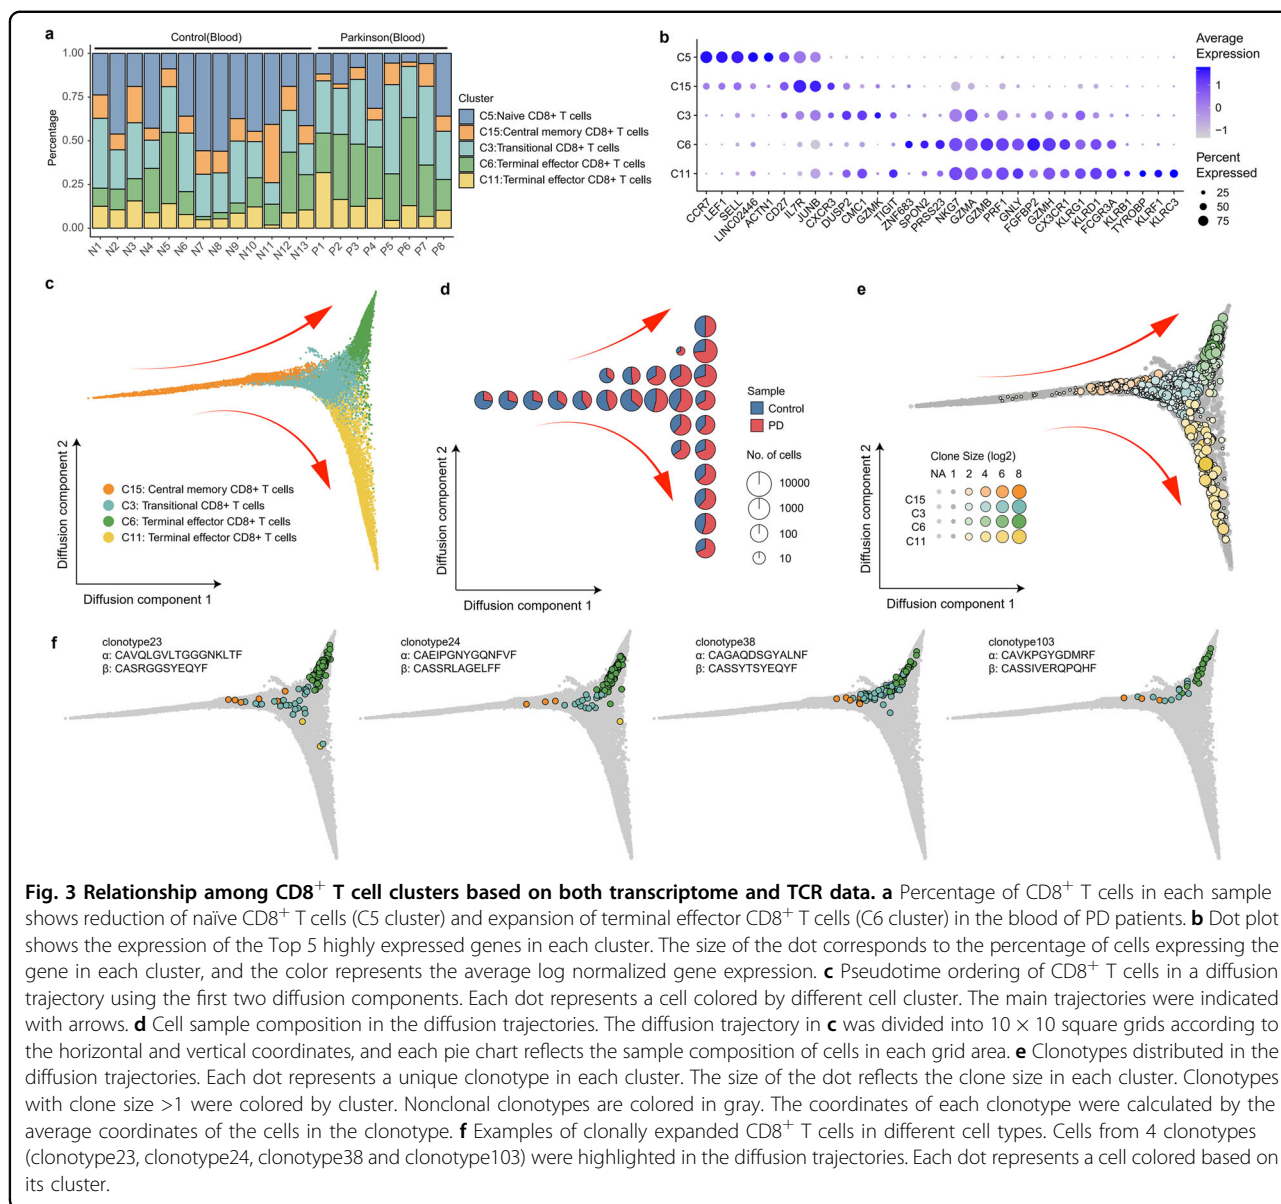 a
Control(Blood)
Parkinson(Blood)
1.00
0.75
0.50
0.25
0.00
Percentage
N1 N2 N3 N4 N5 N6 N7 N8 N9 N10 N11 N12 N13 P1 P2 P3 P4 P5 P6 P7 P8
Cluster
C5:Naive CD8+ T cells
C15:Central memory CD8+ T cells
C3:Transitional CD8+ T cells
C6:Terminal effector CD8+ T cells
C11:Terminal effector CD8+ T cells
b
C5
C15
C3
C6
C11
CCR7 LEF1 SELL LINC02446 ACTN1 CD27 IL7R JUNB CXCR3 DUSP2 CMC1 GZMK TIGIT ZNF683 SPON2 PRSS23 NKG7 GZMA GZMB PRF1 GNLY FGFBP2 GZMH CX3CR1 KLRG1 KLRD1 FCGR3A KLRB1 TYROBP KLRF1 KLRC3
Average
Expression
1
0
−1
Percent
Expressed
25
50
75
c
Diffusion component 2
C15: Central memory CD8+ T cells
C3: Transitional CD8+ T cells
C6: Terminal effector CD8+ T cells
C11: Terminal effector CD8+ T cells
Diffusion component 1
d
Diffusion component 2
Sample
Control
PD
No. of cells
10000
1000
100
10
Diffusion component 1
e
Diffusion component 2
Clone Size (log2)
NA 1 2 4 6 8
C15
C3
C6
C11
Diffusion component 1
f
clonotype23
α: CAVQLGVLTGGGNKLTF
β: CASRGGSYEQYF
clonotype24
α: CAEIPGNYGQNFVF
β: CASSRLAGELFF
clonotype38
α: CAGAQDSGYALNF
β: CASSYTSYEQYF
clonotype103
α: CAVKPGYGDMRF
β: CASSIVERQPQHF
Fig. 3 Relationship among CD8+ T cell clusters based on both transcriptome and TCR data. a Percentage of CD8+ T cells in each sample
shows reduction of naïve CD8+ T cells (C5 cluster) and expansion of terminal effector CD8+ T cells (C6 cluster) in the blood of PD patients. b Dot plot
shows the expression of the Top 5 highly expressed genes in each cluster. The size of the dot corresponds to the percentage of cells expressing the
gene in each cluster, and the color represents the average log normalized gene expression. c Pseudotime ordering of CD8+ T cells in a diffusion
trajectory using the first two diffusion components. Each dot represents a cell colored by different cell cluster. The main trajectories were indicated
with arrows. d Cell sample composition in the diffusion trajectories. The diffusion trajectory in c was divided into 10 × 10 square grids according to
the horizontal and vertical coordinates, and each pie chart reflects the sample composition of cells in each grid area. e Clonotypes distributed in the
diffusion trajectories. Each dot represents a unique clonotype in each cluster. The size of the dot reflects the clone size in each cluster. Clonotypes
with clone size >1 were colored by cluster. Nonclonal clonotypes are colored in gray. The coordinates of each clonotype were calculated by the
average coordinates of the cells in the clonotype. f Examples of clonally expanded CD8+ T cells in different cell types. Cells from 4 clonotypes
(clonotype23, clonotype24, clonotype38 and clonotype103) were highlighted in the diffusion trajectories. Each dot represents a cell colored based on
its cluster.